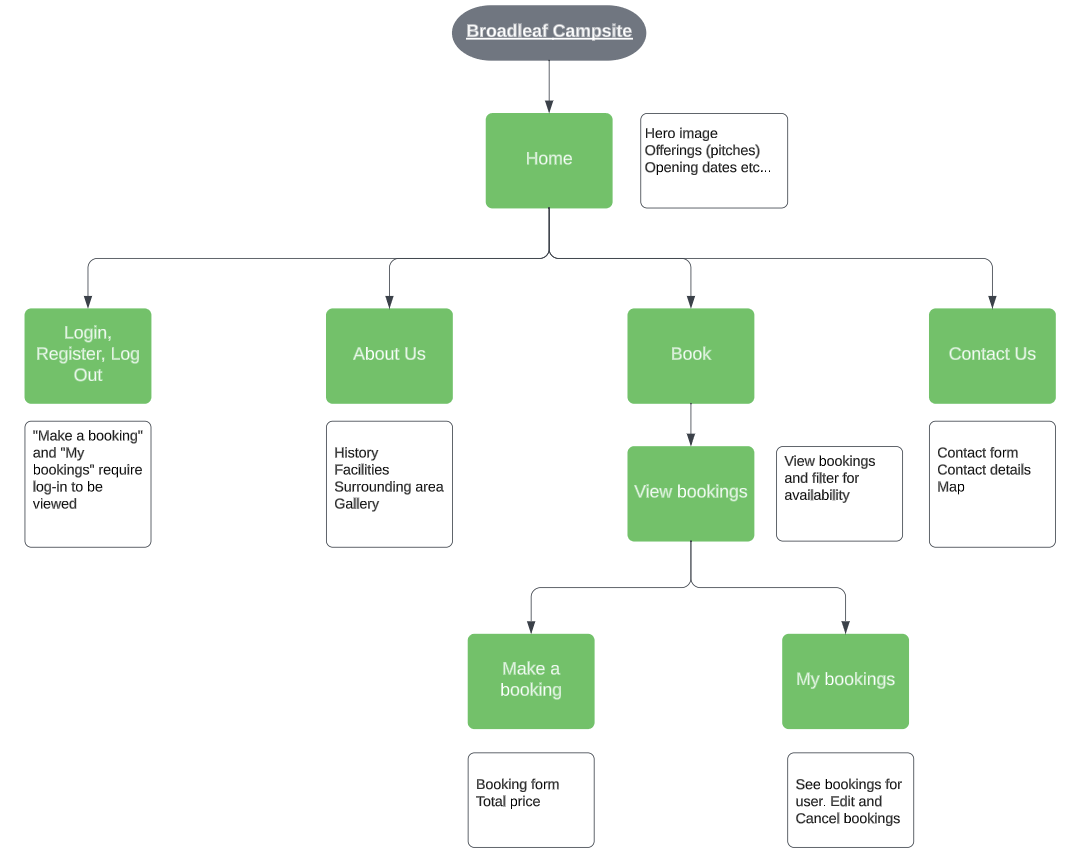 Broadleaf Campsite
Home
Hero image
Offerings (pitches)
Opening dates etc...
Login,
Register, Log
Out
About Us
Book
Contact Us
"Make a booking"
and "My
bookings" require
log-in to be
viewed
History
Facilities
Surrounding area
Gallery
View bookings
View bookings
and filter for
availability
Contact form
Contact details
Map
Make a
booking
My bookings
Booking form
Total price
See bookings for
user. Edit and
Cancel bookings